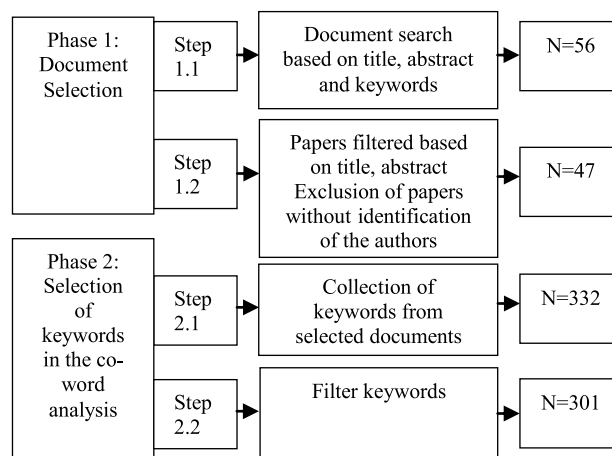 Phase 1:
Document
Selection
Step
1.1
Document search
based on title, abstract
and keywords
N=56
Step
1.2
Papers filtered based
on title, abstract
Exclusion of papers
without identification
of the authors
N=47
Phase 2:
Selection
of
keywords
in the co-
word
analysis
Step
2.1
Collection of
keywords from
selected documents
N=332
Step
2.2
Filter keywords
N=301